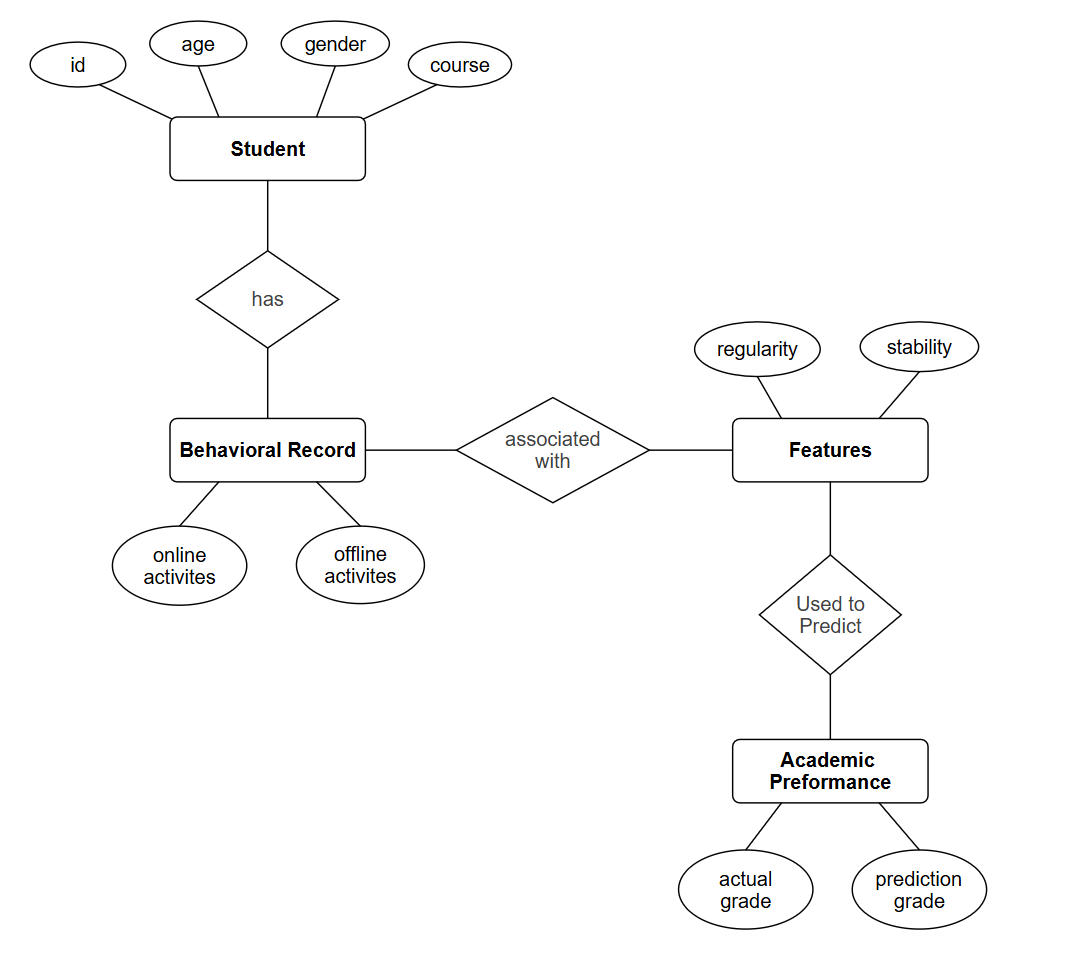 id
age
gender
course
Student
has
regularity
stability
Behavioral Record
associated
with
Features
online
activites
offline
activites
Used to
Predict
Academic
Preformance
actual
grade
prediction
grade